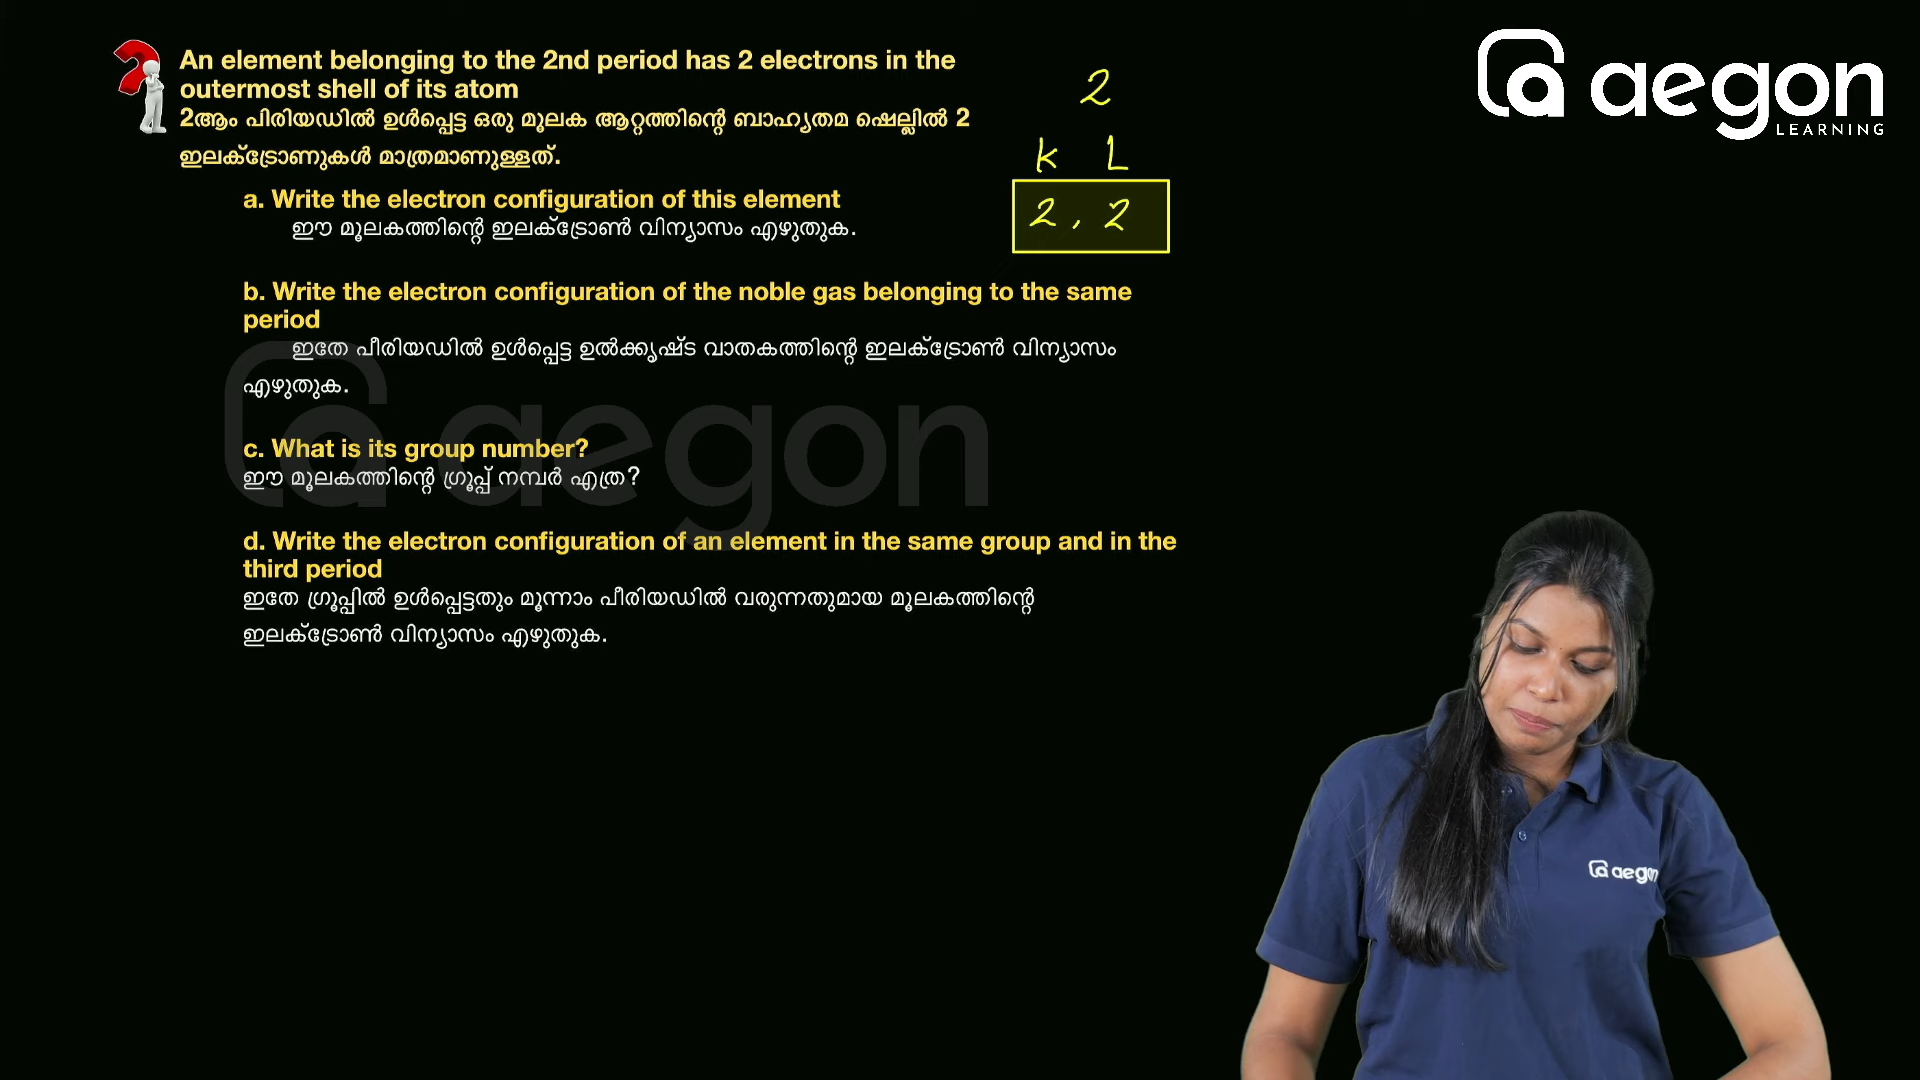 An element belonging to the 2nd period has 2 electrons in the
outermost shell of its atom
2ആം പിരിയഡിൽ ഉൾപ്പെട്ട ഒരു മൂലക ആറ്റത്തിന്റെ ബാഹ്യതമ ഷെല്ലിൽ 2
ഇലക്ട്രോണുകൾ മാത്രമാണുള്ളത്.
2
K L
2, 2
a. Write the electron configuration of this element
ഈ മൂലകത്തിന്റെ ഇലക്ട്രോൺ വിന്യാസം എഴുതുക.
b. Write the electron configuration of the noble gas belonging to the same
period
ഇതേ പീരിയഡിൽ ഉൾപ്പെട്ട ഉൽക്കൃഷ്ട വാതകത്തിന്റെ ഇലക്ട്രോൺ വിന്യാസം
എഴുതുക.
c. What is its group number?
ഈ മൂലകത്തിന്റെ ഗ്രൂപ്പ് നമ്പർ എത്ര?
d. Write the electron configuration of an element in the same group and in the
third period
ഇതേ ഗ്രൂപ്പിൽ ഉൾപ്പെട്ടതും മൂന്നാം പീരിയഡിൽ വരുന്നതുമായ മൂലകത്തിന്റെ
ഇലക്ട്രോൺ വിന്യാസം എഴുതുക.
aegon
LEARNING
aegon
aegon